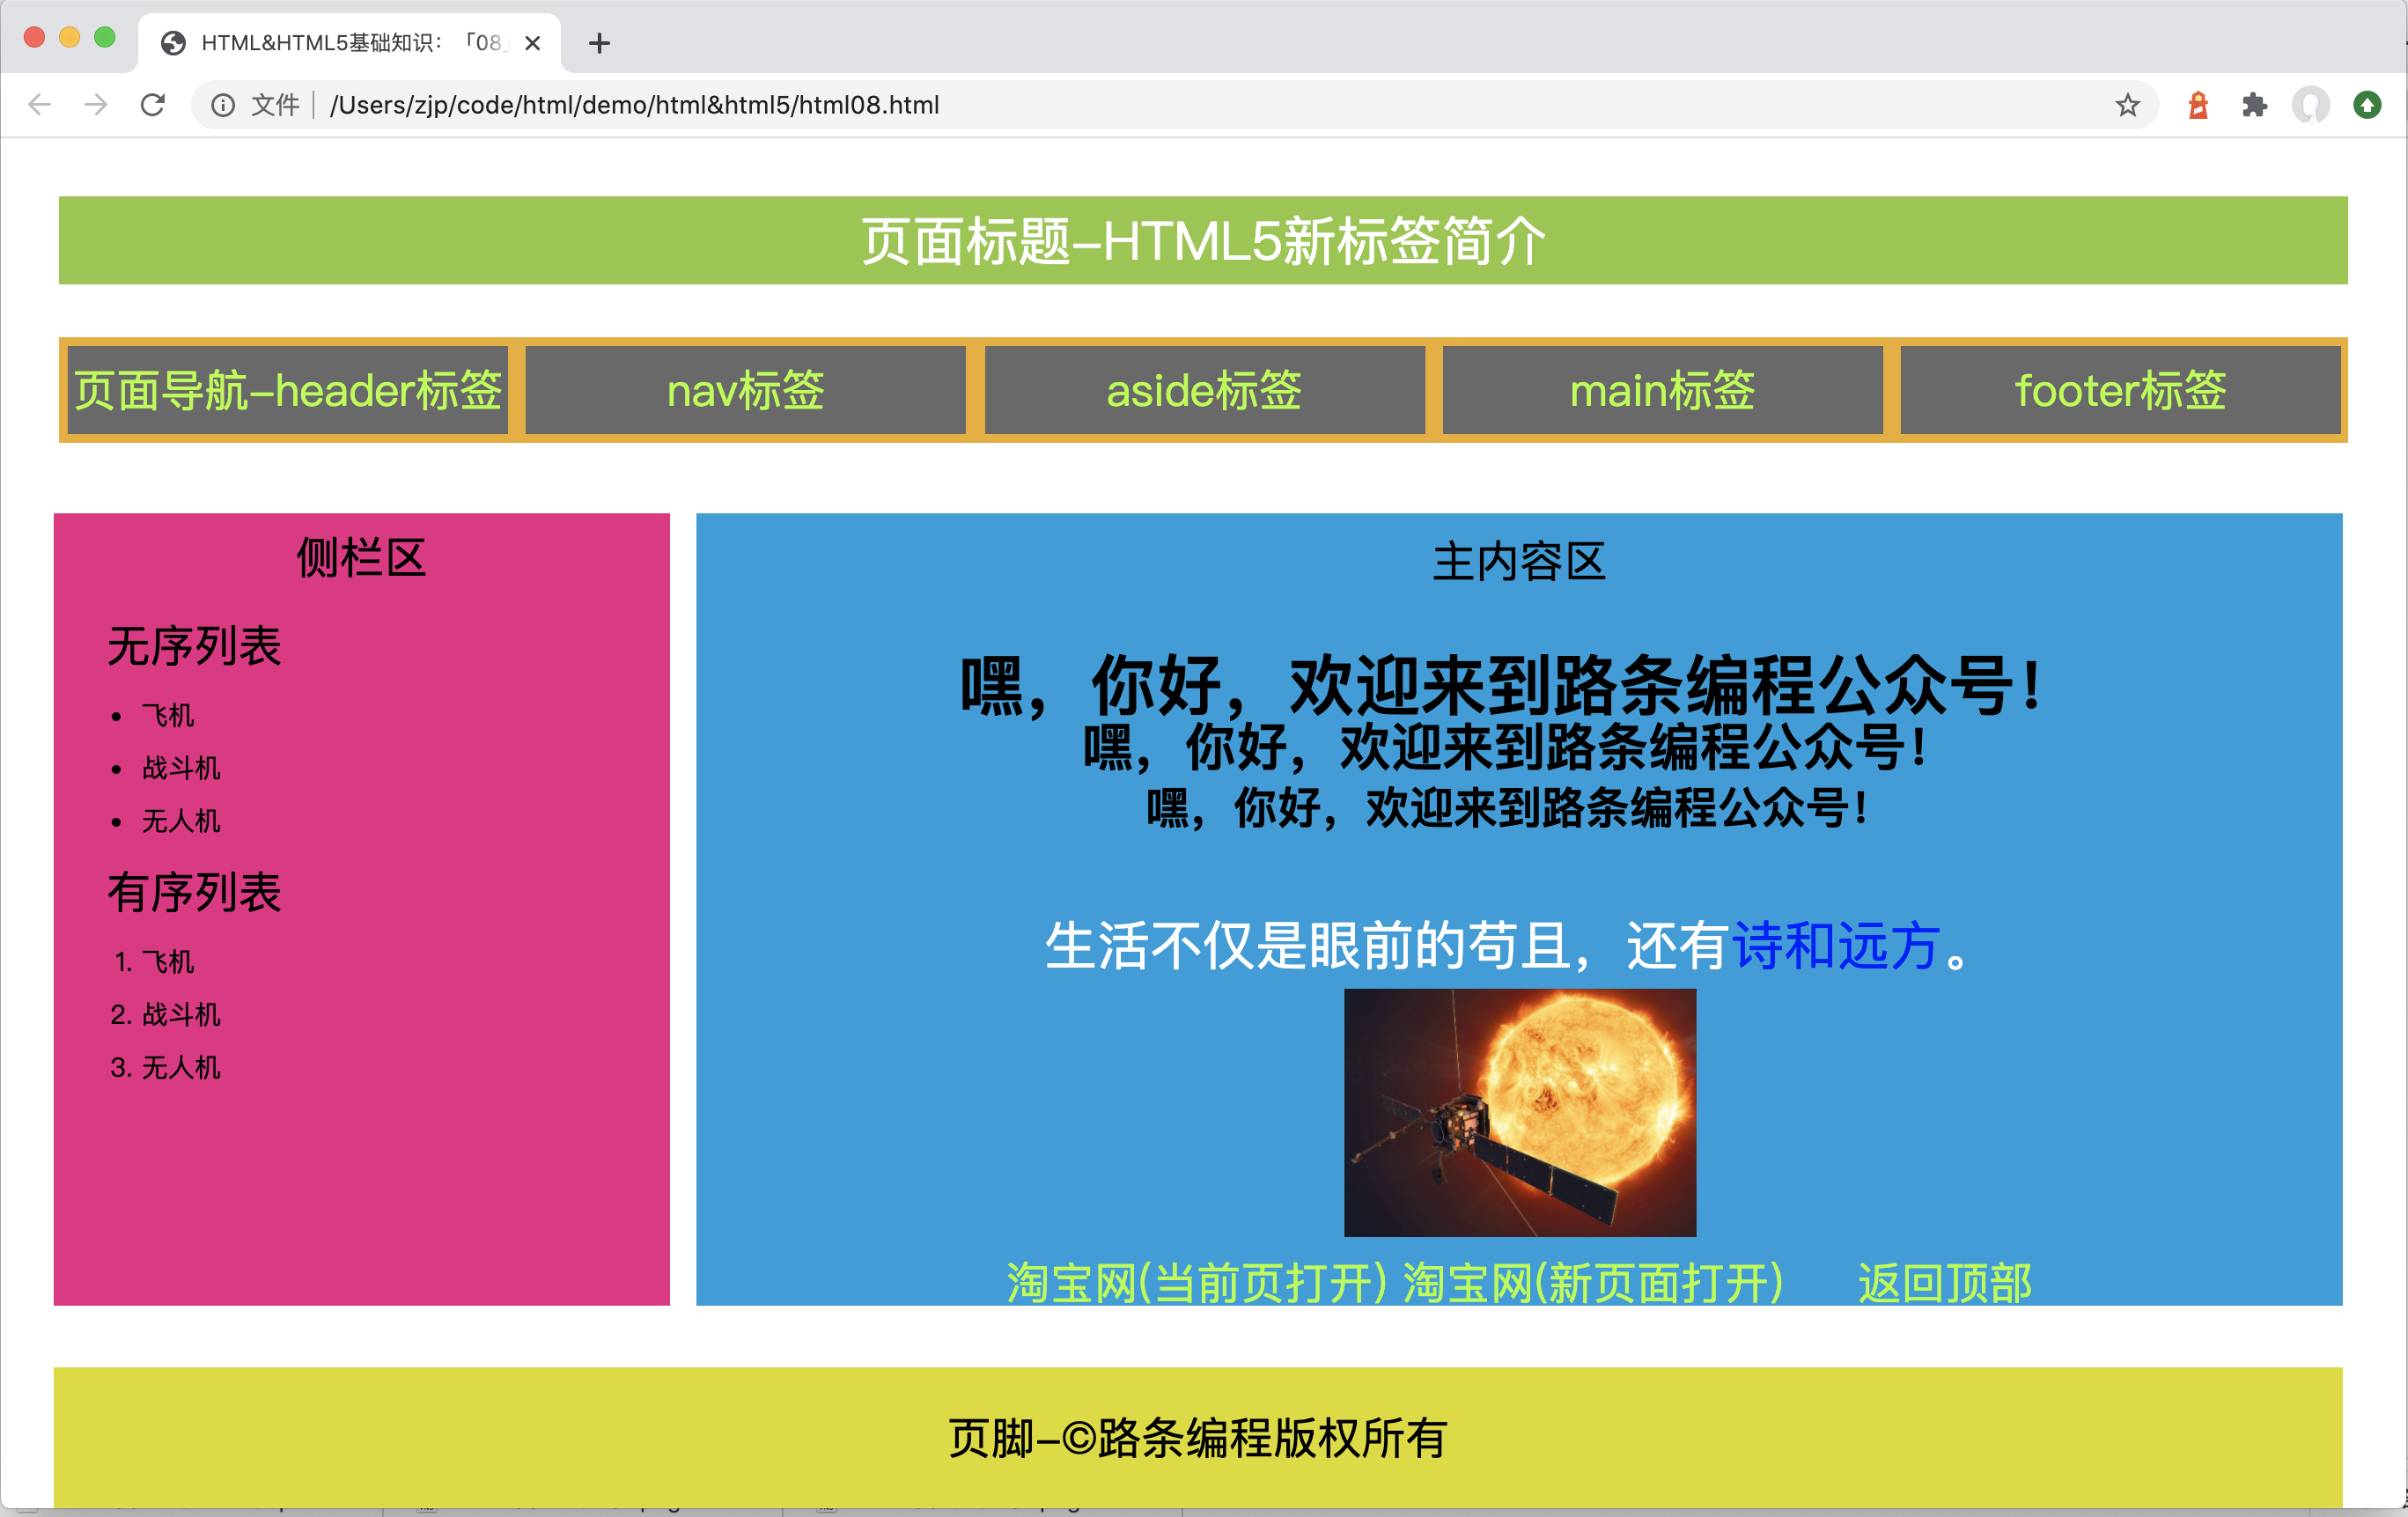 HTML&HTML5基础知识：「08」
文件 /Users/zjp/code/html/demo/html&html5/html08.html
页面标题-HTML5新标签简介
页面导航-header标签 nav标签 aside标签 main标签 footer标签
侧栏区
无序列表
• 飞机
• 战斗机
• 无人机
有序列表
1. 飞机
2. 战斗机
3. 无人机
主内容区
嘿，你好，欢迎来到路条编程公众号！
嘿，你好，欢迎来到路条编程公众号！
嘿，你好，欢迎来到路条编程公众号！
生活不仅是眼前的苟且，还有诗和远方。
淘宝网(当前页打开) 淘宝网(新页面打开) 返回顶部
页脚-©路条编程版权所有